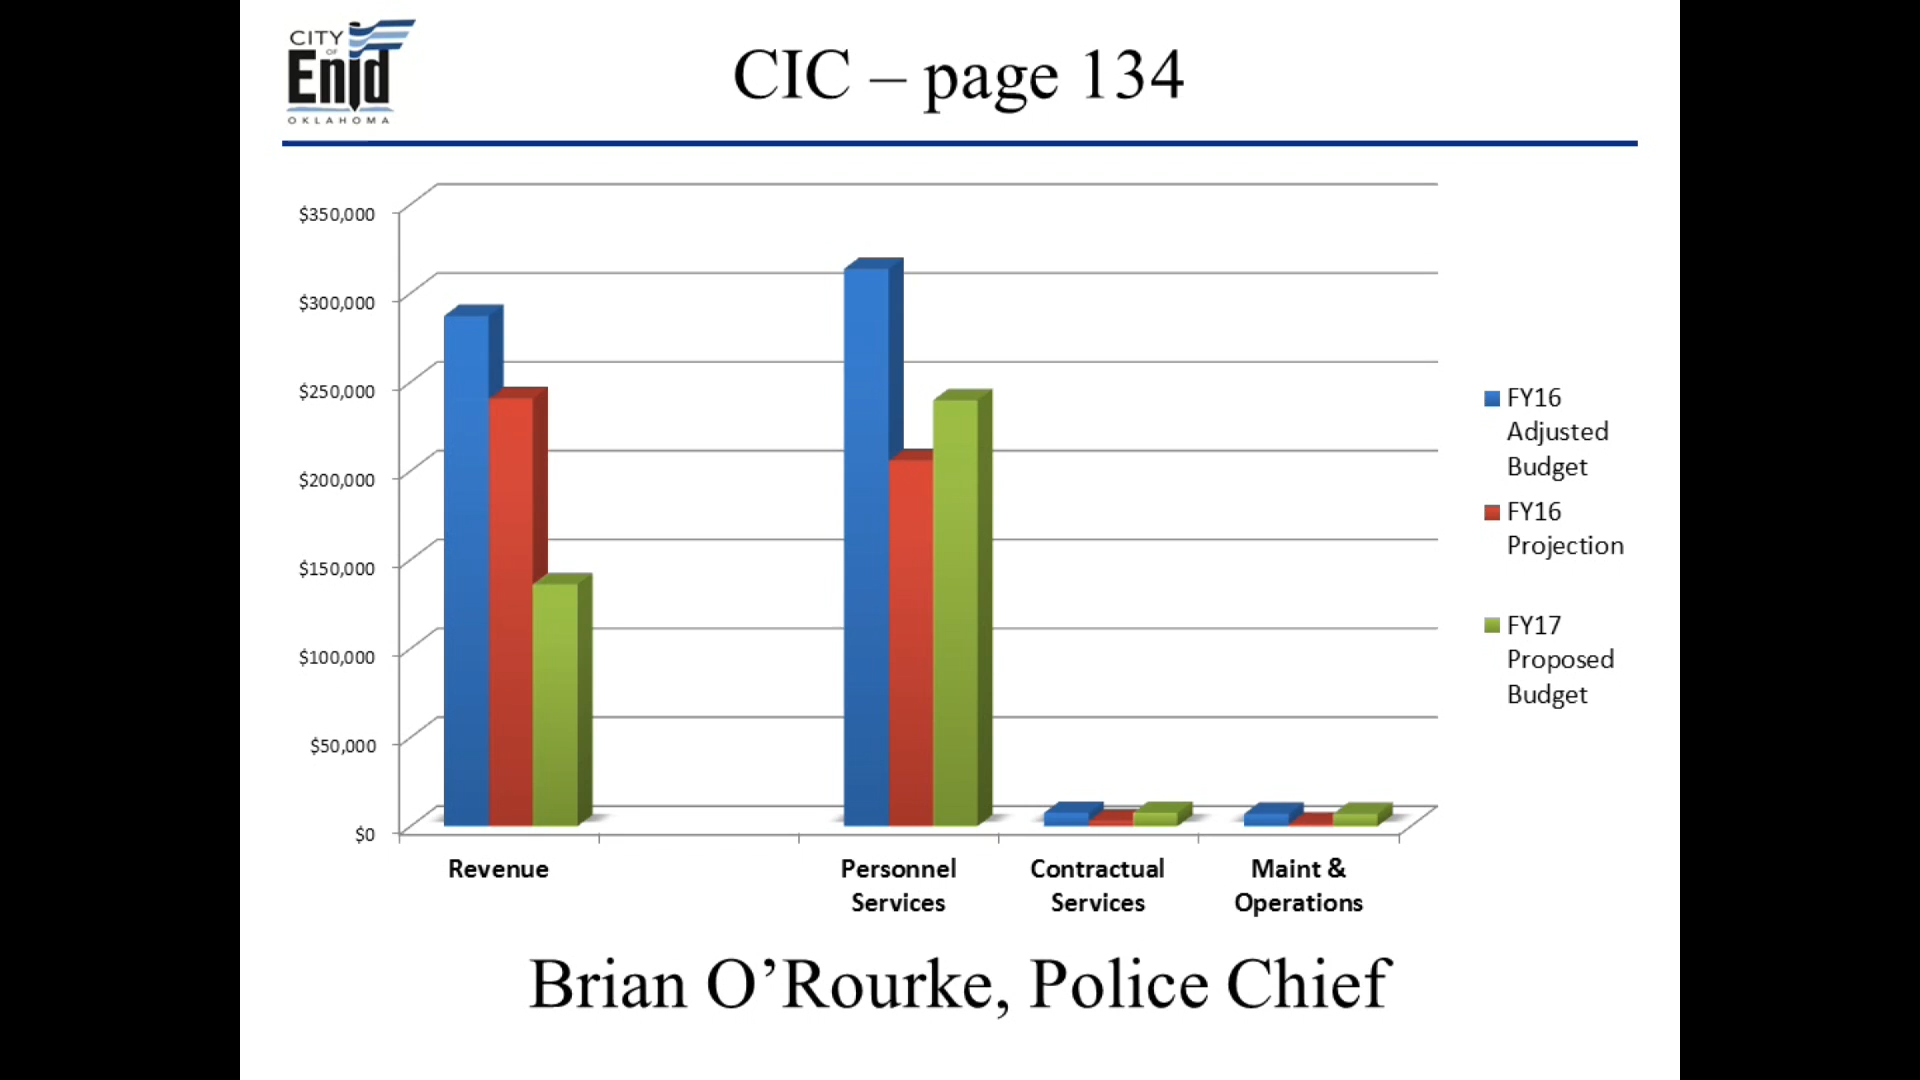 CITY
OF
Enid
OKLAHOMA
CIC – page 134
$350,000
$300,000
$250,000
$200,000
$150,000
$100,000
$50,000
$0
Revenue
Personnel
Services
Contractual
Services
Maint &
Operations
FY16
Adjusted
Budget
FY16
Projection
FY17
Proposed
Budget
Brian O’Rourke, Police Chief